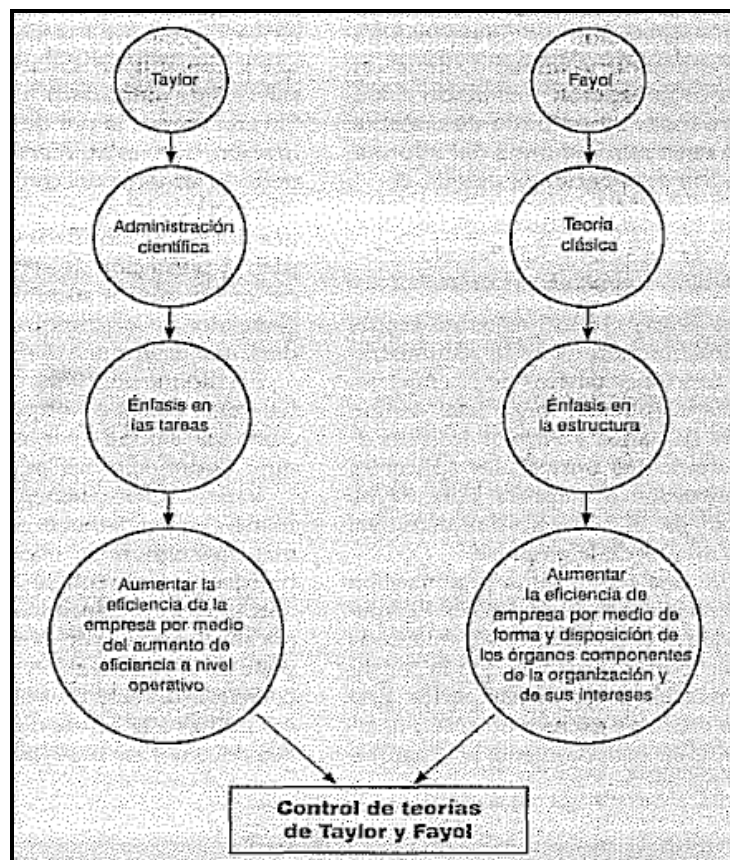 Taylor
Administración
científica
Énfasis en
las tareas
Aumentar la
eficiencia de la
empresa por medio
del aumento de
eficiencia a nivel
operativo
Fayol
Teoría
clásica
Énfasis en
la estructura
Aumentar
la eficiencia de
empresa por medio de
forma y disposición de
los órganos componentes
de la organización y
de sus intereses
Control de teorías
de Taylor y Fayol